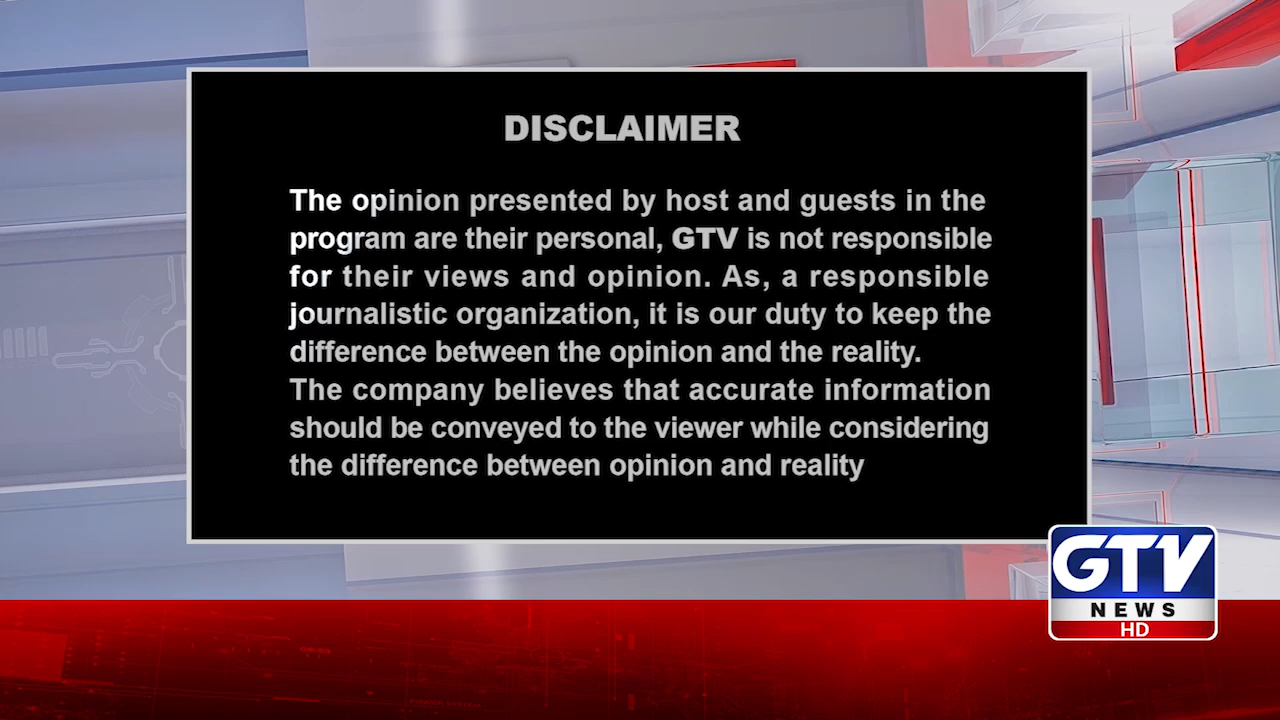 DISCLAIMER
The opinion presented by host and guests in the
program are their personal, GTV is not responsible
for their views and opinion. As, a responsible
journalistic organization, it is our duty to keep the
difference between the opinion and the reality.
The company believes that accurate information
should be conveyed to the viewer while considering
the difference between opinion and reality
GTV
NEWS
HD